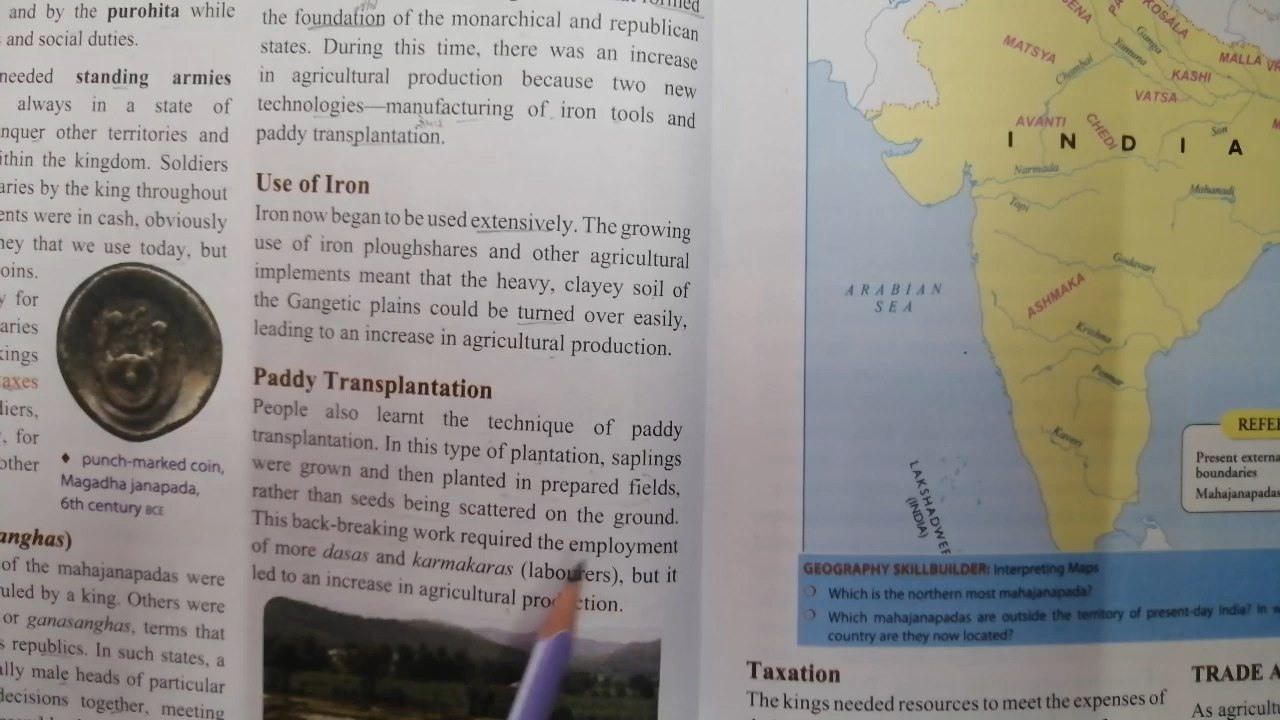 and by the purohita while
and social duties.
needed standing armies
always in a state of
nquer other territories and
ithin the kingdom. Soldiers
aries by the king throughout
ents were in cash, obviously
ney that we use today, but
oins.
for
aries
kings
axes
diers,
, for
other
punch-marked coin,
Magadha janapada,
6th century BCE
anghas)
of the mahajanapadas were
uled by a king. Others were
or ganasanghas, terms that
s republics. In such states, a
ally male heads of particular
decisions together, meeting
the foundation of the monarchical and republican
states. During this time, there was an increase
in agricultural production because two new
technologies—manufacturing of iron tools and
paddy transplantation.
Use of Iron
Iron now began to be used extensively. The growing
use of iron ploughshares and other agricultural
implements meant that the heavy, clayey soil of
the Gangetic plains could be turned over easily,
leading to an increase in agricultural production.
Paddy Transplantation
People also learnt the technique of paddy
transplantation. In this type of plantation, saplings
were grown and then planted in prepared fields,
rather than seeds being scattered on the ground.
This back-breaking work required the employment
of more dasas and karmakaras (labourers), but it
led to an increase in agricultural production.
KOSALA
MATSYA
Ganga
Yamuna
Chambal
MALLA
KASHI
VATSA
AVANTI
CHEDI
Son
INDIA
Narmada
Mahanadi
Tapi
Godavari
ARABIAN
SEA
ASHMAKA
Krishna
Kaveri
LAKSHADWEE
(INDIA)
REFE
Present externa
boundaries
Mahajanapadas
GEOGRAPHY SKILLBUILDER: Interpreting Maps
Which is the northern most mahajanapada?
Which mahajanapadas are outside the territory of present-day India? In w
country are they now located?
Taxation
The kings needed resources to meet the expenses of
TRADE A
As agricult